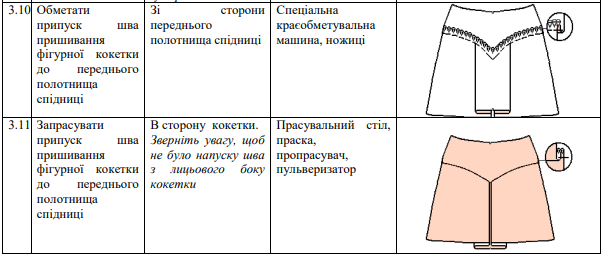 3.10 Обметати припуск шва пришивання фігурної кокетки до переднього полотнища спідниці
Зі сторони переднього полотнища спідниці
Спеціальна краєобметувальна машина, ножиці
3.11 Запрасувати припуск шва пришивання фігурної кокетки до переднього полотнища спідниці
В сторону кокетки. Зверніть увагу, щоб не було напуску шва з лицьового боку кокетки
Прасувальний стіл, праска, пропрасувач, пульверизатор